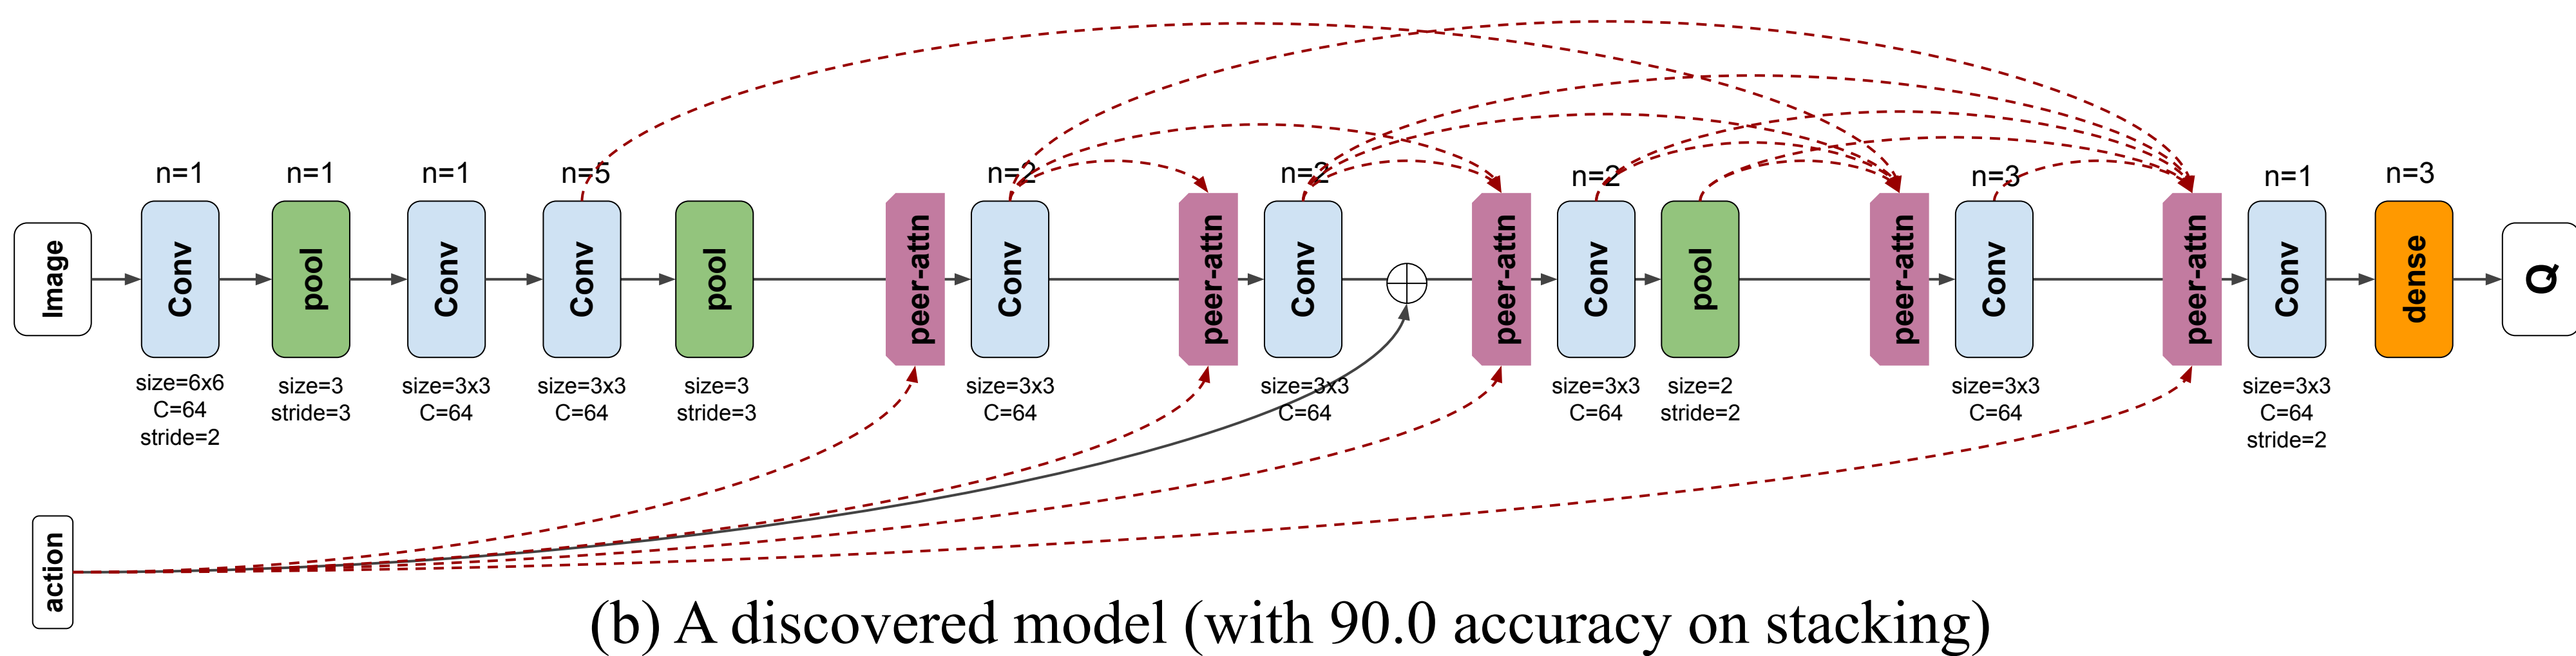 n=1
n=1
n=1
n=5
n=2
n=2
n=2
n=3
n=1
n=3
Image
Conv
pool
Conv
Conv
pool
peer-attn
Conv
peer-attn
Conv
peer-attn
Conv
pool
peer-attn
Conv
peer-attn
Conv
dense
Q
size=6x6
C=64
stride=2
size=3
stride=3
size=3x3
C=64
size=3x3
C=64
size=3
stride=3
size=3x3
C=64
size=3x3
C=64
size=3x3
C=64
size=2
stride=2
size=3x3
C=64
size=3x3
C=64
stride=2
action
(b) A discovered model (with 90.0 accuracy on stacking)